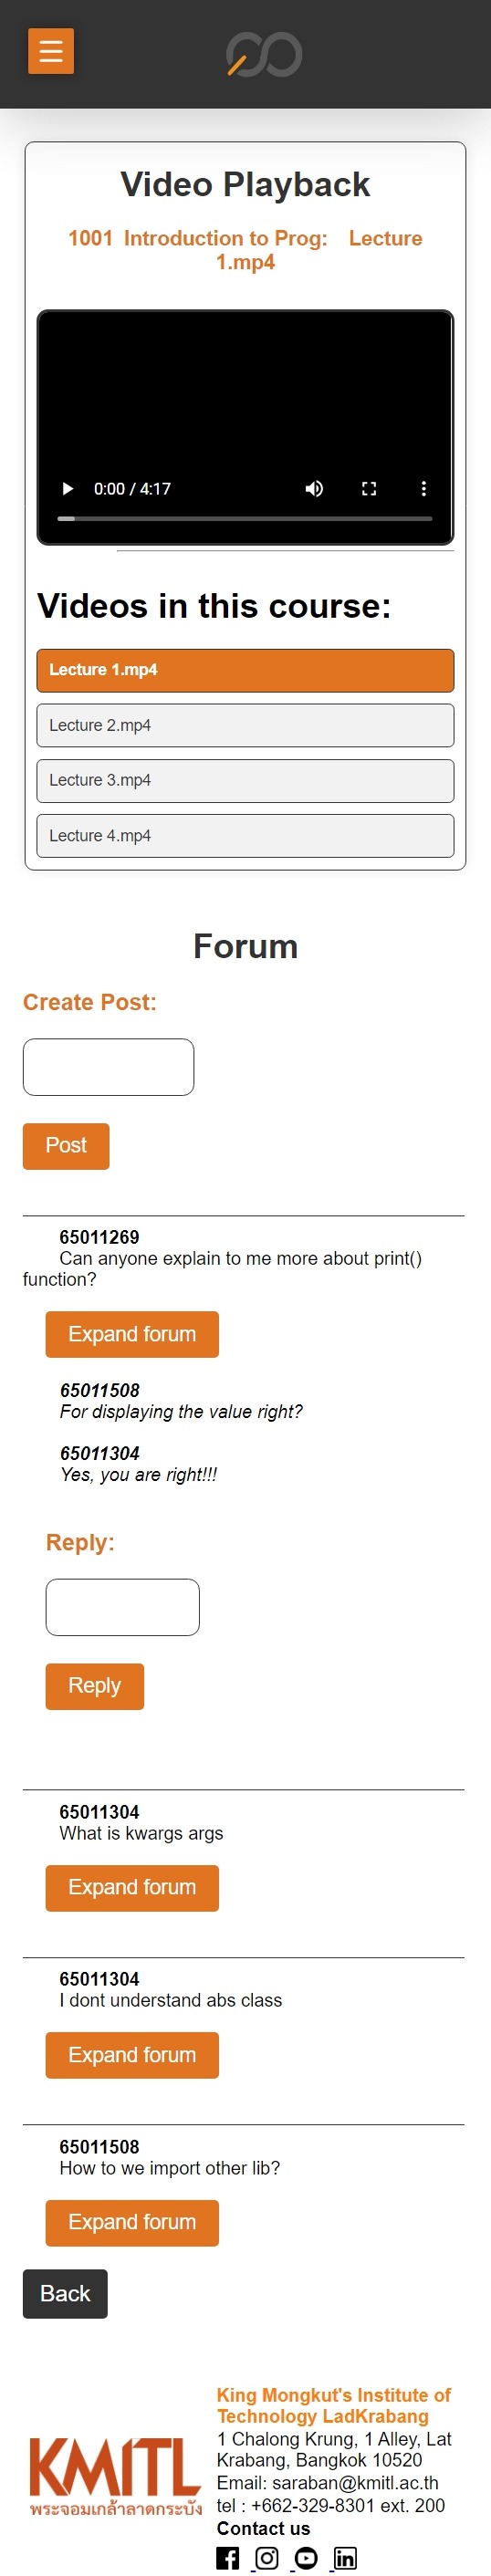 Video Playback
1001 Introduction to Prog: Lecture
1.mp4
0:00 / 4:17
Videos in this course:
Lecture 1.mp4
Lecture 2.mp4
Lecture 3.mp4
Lecture 4.mp4
Forum
Create Post:
Post
65011269
Can anyone explain to me more about print()
function?
Expand forum
65011508
For displaying the value right?
65011304
Yes, you are right!!!
Reply:
Reply
65011304
What is kwargs args
Expand forum
65011304
I dont understand abs class
Expand forum
65011508
How to we import other lib?
Expand forum
Back
KMITL
พระจอมเกล้าลาดกระบัง
King Mongkut's Institute of
Technology LadKrabang
1 Chalong Krung, 1 Alley, Lat
Krabang, Bangkok 10520
Email: saraban@kmitl.ac.th
tel : +662-329-8301 ext. 200
Contact us